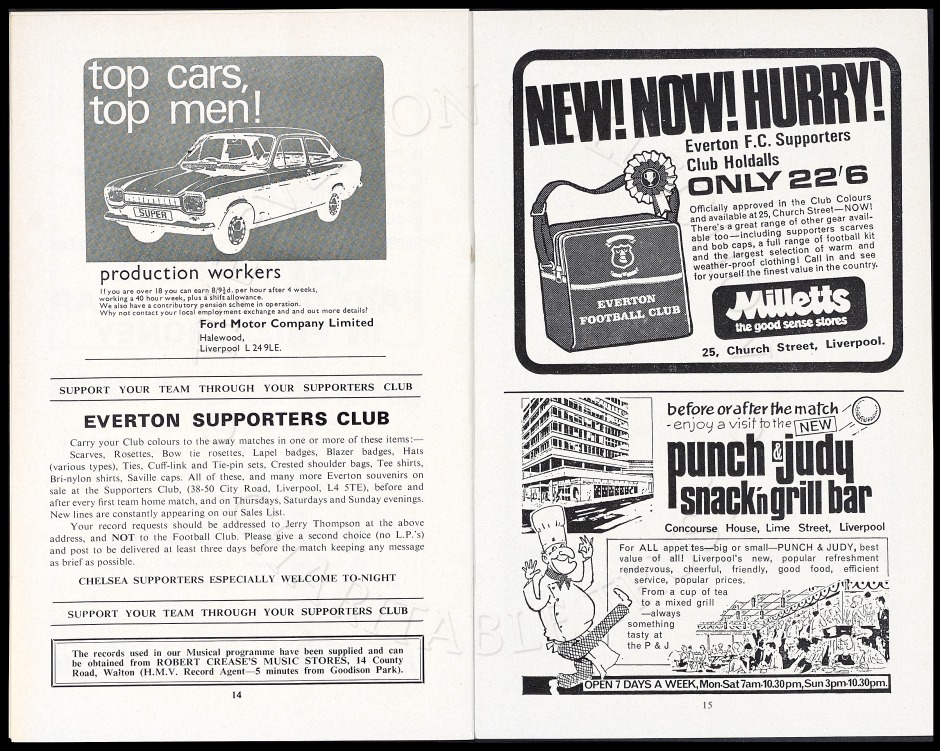 top cars,
top men!
SUPER
production workers
If you are over 18 you can earn 8/9¾d. per hour after 4 weeks,
working a 40 hour week, plus a shift allowance.
We also have a contributory pension scheme in operation.
Why not contact your local employment exchange and and out more details?
Ford Motor Company Limited
Halewood,
Liverpool L 24 9LE.
SUPPORT YOUR TEAM THROUGH YOUR SUPPORTERS CLUB
EVERTON SUPPORTERS CLUB
Carry your Club colours to the away matches in one or more of these items:—
Scarves, Rosettes, Bow tie rosettes, Lapel badges, Blazer badges, Hats
(various types), Ties, Cuff-link and Tie-pin sets, Crested shoulder bags, Tee shirts,
Bri-nylon shirts, Saville caps. All of these, and many more Everton souvenirs on
sale at the Supporters Club, (38-50 City Road, Liverpool, L4 5TE), before and
after every first team home match, and on Thursdays, Saturdays and Sunday evenings.
New lines are constantly appearing on our Sales List.
Your record requests should be addressed to Jerry Thompson at the above
address, and NOT to the Football Club. Please give a second choice (no L.P.'s)
and post to be delivered at least three days before the match keeping any message
as brief as possible.
CHELSEA SUPPORTERS ESPECIALLY WELCOME TO-NIGHT
SUPPORT YOUR TEAM THROUGH YOUR SUPPORTERS CLUB
The records used in our Musical programme have been supplied and can
be obtained from ROBERT CREASE'S MUSIC STORES, 14 County
Road, Walton (H.M.V. Record Agent—5 minutes from Goodison Park).
14
NEW! NOW! HURRY!
Everton F.C. Supporters
Club Holdalls
ONLY 22/6
Officially approved in the Club Colours
and available at 25, Church Street—NOW!
There's a great range of other gear avail-
able too—including supporters scarves
and bob caps, a full range of football kit
and the largest selection of warm and
weather-proof clothing! Call in and see
for yourself the finest value in the country.
EVERTON
FOOTBALL CLUB
Milletts
the good sense stores
25, Church Street, Liverpool.
before or after the match
- enjoy a visit to the NEW
punch & judy
snack'n grill bar
Concourse House, Lime Street, Liverpool
For ALL appetites—big or small—PUNCH & JUDY, best
value of all! Liverpool's new, popular refreshment
rendezvous, cheerful, friendly, good food, efficient
service, popular prices.
From a cup of tea
to a mixed grill
—always
something
tasty at
the P & J
OPEN 7 DAYS A WEEK, Mon-Sat 7am-10.30pm, Sun 3pm-10.30pm.
15